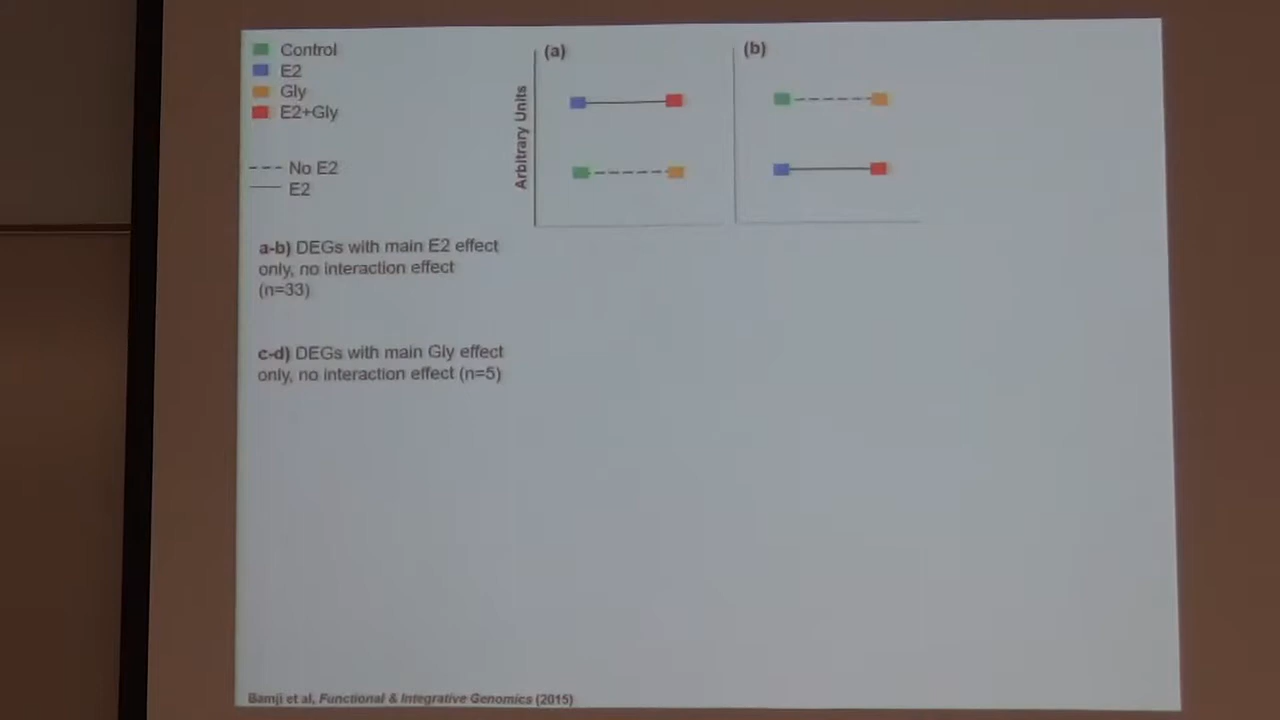 Control
E2
Gly
E2+Gly
No E2
E2
a-b) DEGs with main E2 effect
only, no interaction effect
(n=33)
c-d) DEGs with main Gly effect
only, no interaction effect (n=5)
(a)
Arbitrary Units
(b)
Bamji et al, Functional & Integrative Genomics (2015)